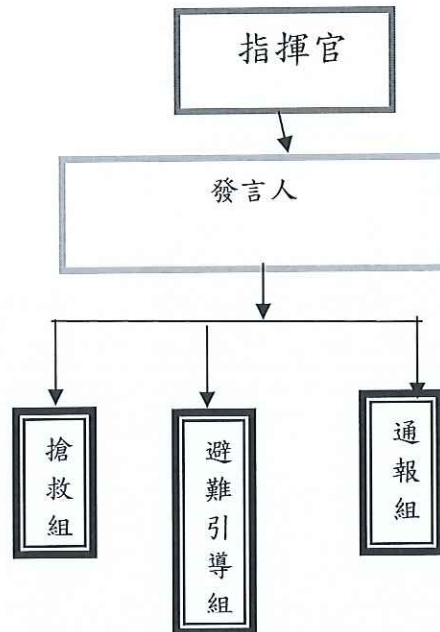 指揮官
發言人
搶救組
避難引導組
通報組